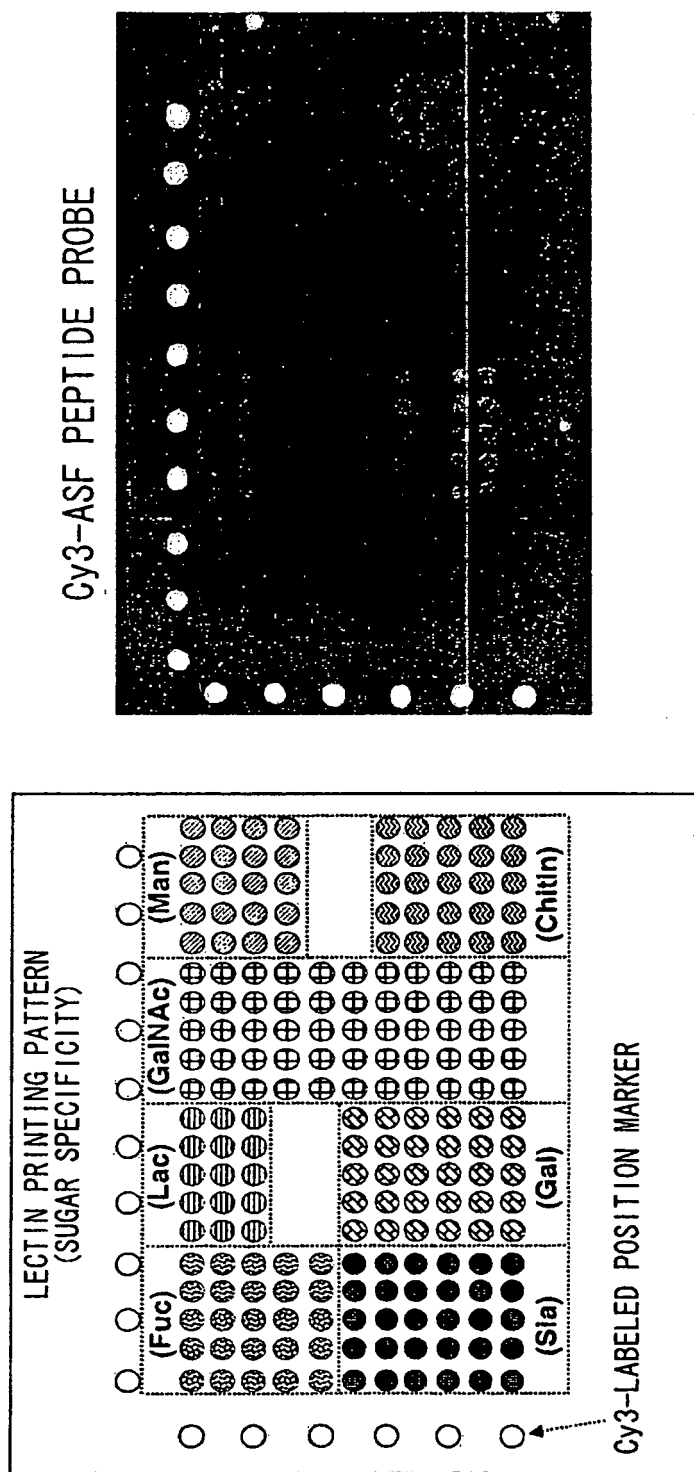 Cy3-ASF PEPTIDE PROBE
LECTIN PRINTING PATTERN
(SUGAR SPECIFICITY)
(Fuc)
(Lac)
(GalNAc)
(Man)
(Sia)
(Gal)
(Chitin)
Cy3-LABELED POSITION MARKER